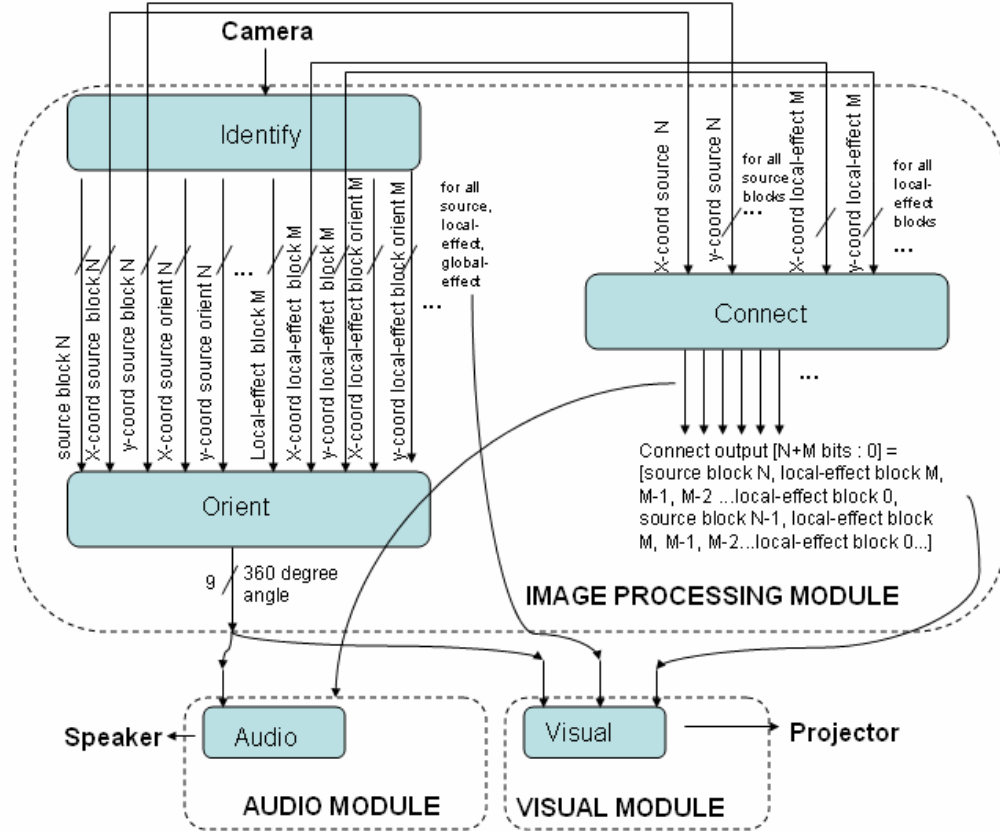 Camera
Identify
source block N
X-coord source block N
y-coord source block N
X-coord source orient N
y-coord source orient N
...
Local-effect block M
X-coord local-effect block M
y-coord local-effect block M
X-coord local-effect block orient M
y-coord local-effect block orient M
...
for all
source,
local-
effect,
global-
effect
X-coord source N
y-coord source N
for all
source
blocks
...
X-coord local-effect M
y-coord local-effect M
for all
local-
effect
blocks
...
Connect
...
Connect output [N+M bits : 0] =
[source block N, local-effect block M,
M-1, M-2 ...local-effect block 0,
source block N-1, local-effect block
M, M-1, M-2...local-effect block 0...]
Orient
9
360 degree
angle
IMAGE PROCESSING MODULE
Speaker
Audio
AUDIO MODULE
Visual
VISUAL MODULE
Projector